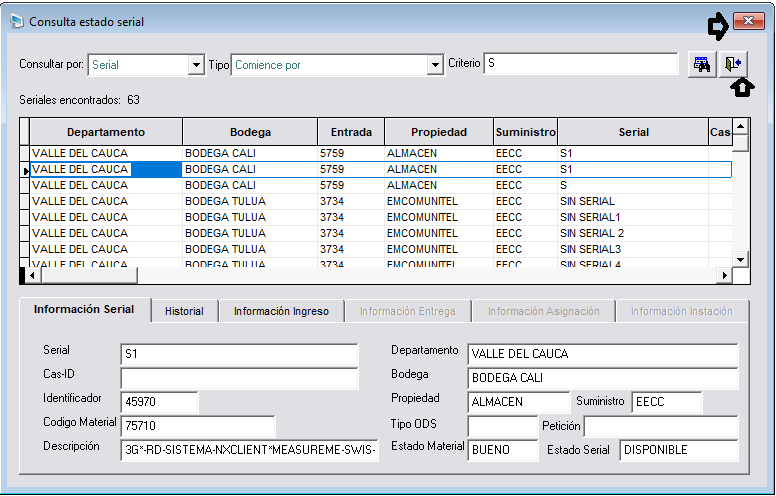 Consulta estado serial
Consultar por: Serial Tipo Comience por Criterio S
Seriales encontrados: 63
Departamento Bodega Entrada Propiedad Suministro Serial Cas-
VALLE DEL CAUCA BODEGA CALI 5759 ALMACEN EECC S1
VALLE DEL CAUCA BODEGA CALI 5759 ALMACEN EECC S1
VALLE DEL CAUCA BODEGA CALI 5759 ALMACEN EECC S
VALLE DEL CAUCA BODEGA TULUA 3734 EMCOMUNITEL EECC SIN SERIAL
VALLE DEL CAUCA BODEGA TULUA 3734 EMCOMUNITEL EECC SIN SERIAL1
VALLE DEL CAUCA BODEGA TULUA 3734 EMCOMUNITEL EECC SIN SERIAL 2
VALLE DEL CAUCA BODEGA TULUA 3734 EMCOMUNITEL EECC SIN SERIAL3
VALLE DEL CAUCA BODEGA TULUA 3734 EMCOMUNITEL EECC SIN SERIAL4
Información Serial Historial Información Ingreso Información Entrega Información Asignación Información Instación
Serial S1 Departamento VALLE DEL CAUCA
Cas-ID Bodega BODEGA CALI
Identificador 45970 Propiedad ALMACEN Suministro EECC
Codigo Material 75710 Tipo ODS Petición
Descripción 3G*-RD-SISTEMA-NXCLIENT*MEASUREME-SWIS- Estado Material BUENO Estado Serial DISPONIBLE